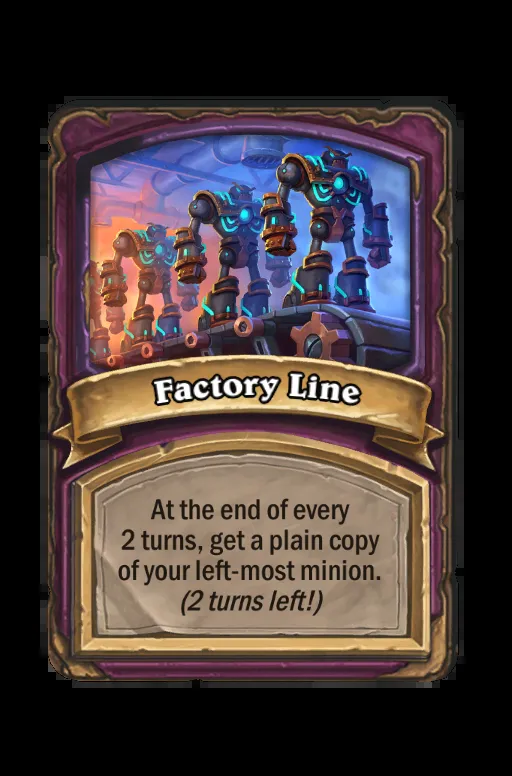 Factory Line
At the end of every
2 turns, get a plain copy
of your left-most minion.
(2 turns left!)